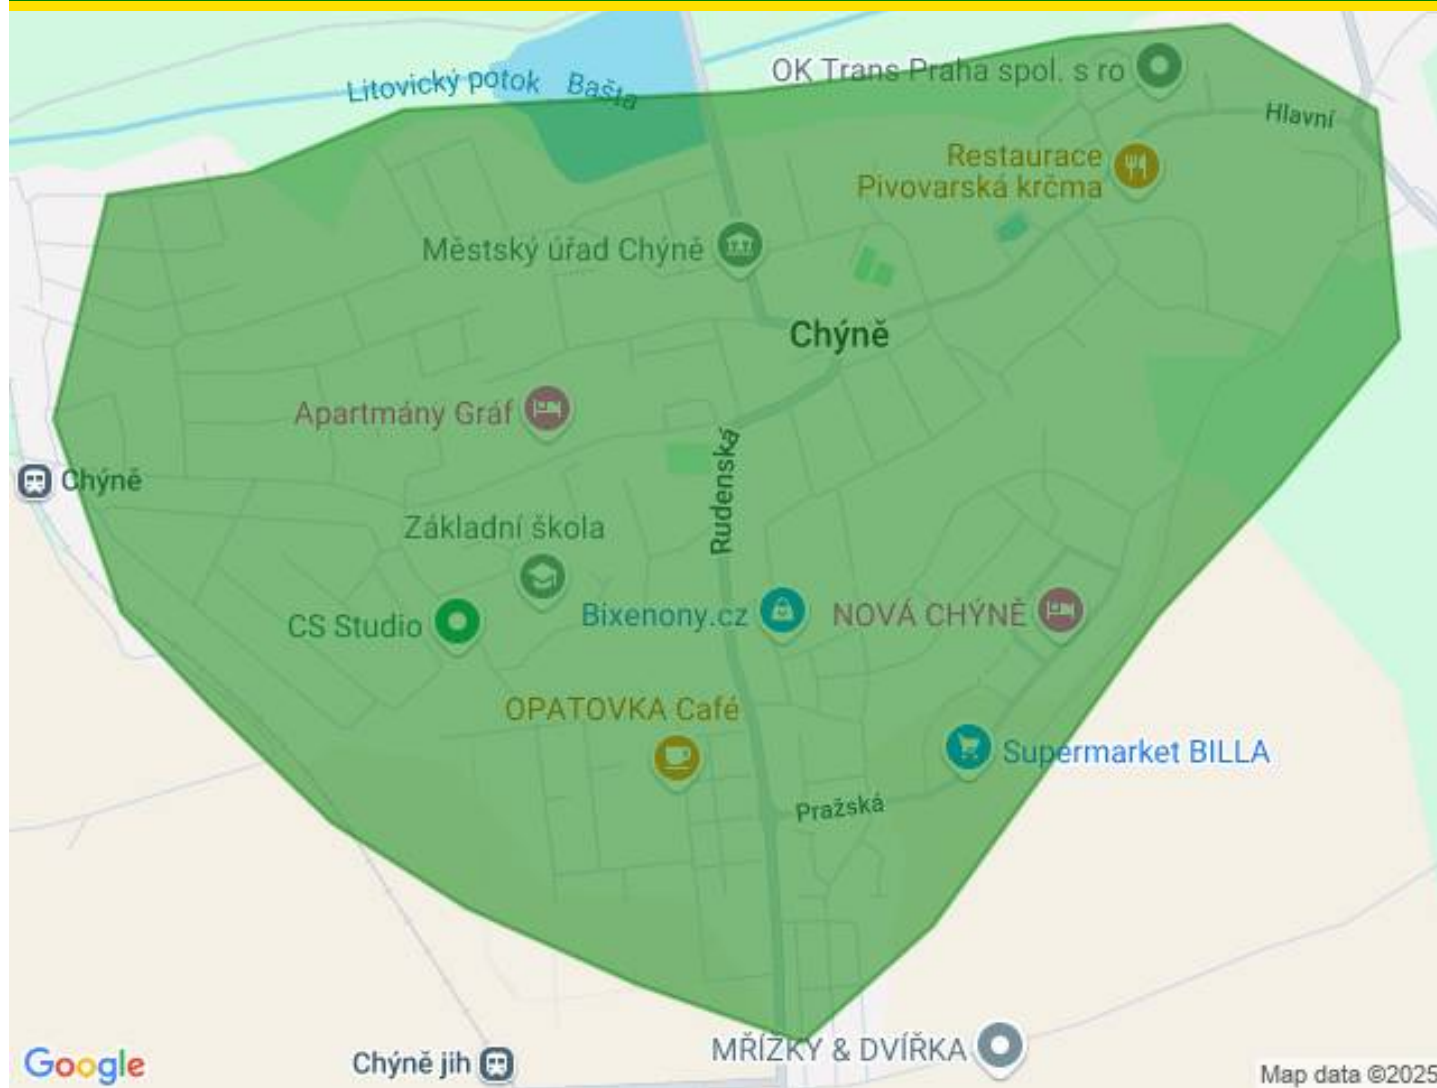 OK Trans Praha spol. s ro
Litovický potok
Bašta
Hlavní
Restaurace
Pivovarská krčma
Městský úřad Chýně
Chýně
Apartmány Gráf
Rudenská
Chýně
Základní škola
CS Studio
Bixenony.cz
NOVÁ CHÝNĚ
OPATOVKA Café
Supermarket BILLA
Pražská
MŘÍŽKY & DVÍŘKA
Google
Chýně jih
Map data ©2025